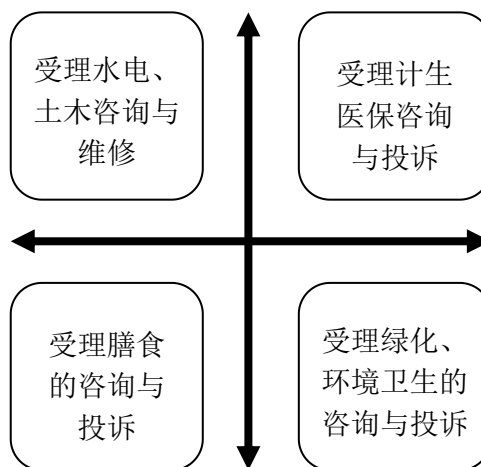 受理水电、
土木咨询与
维修
受理计生
医保咨询
与投诉
受理膳食
的咨询与
投诉
受理绿化、
环境卫生的
咨询与投诉